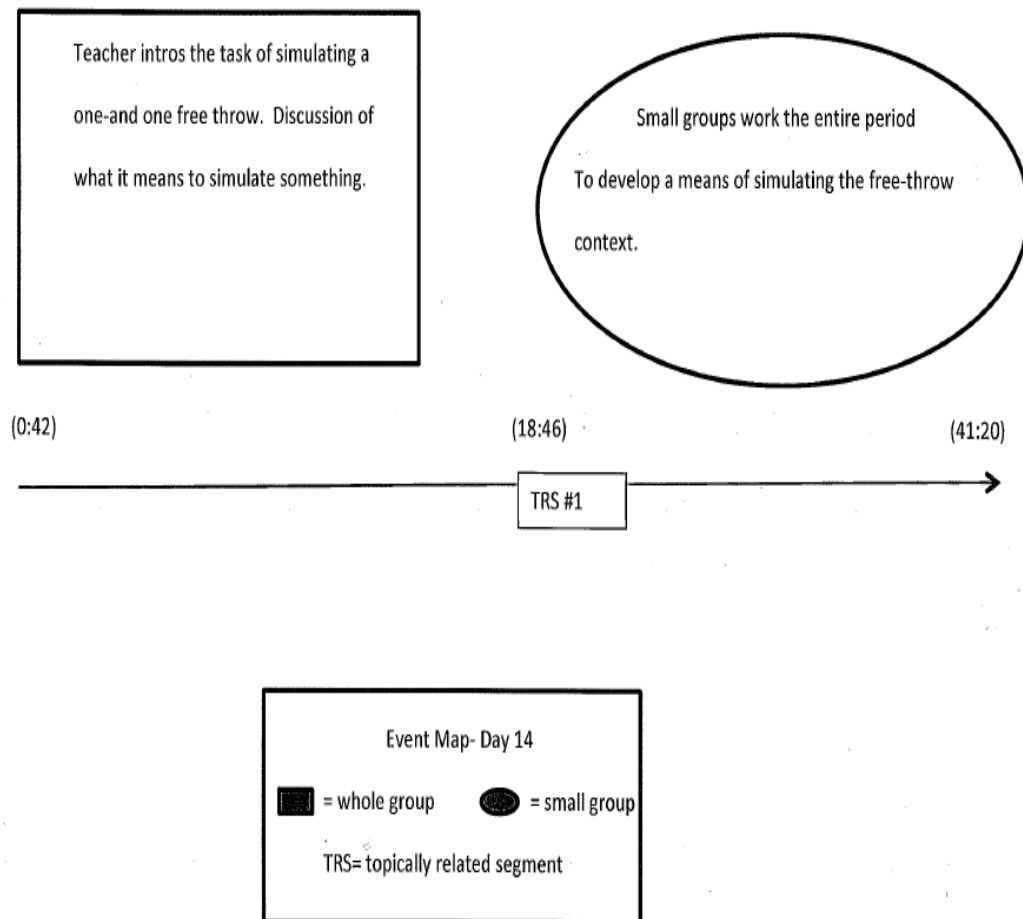 Teacher intros the task of simulating a
one-and one free throw. Discussion of
what it means to simulate something.
Small groups work the entire period
To develop a means of simulating the free-throw
context.
(0:42)
(18:46)
(41:20)
TRS #1
Event Map- Day 14
= whole group
= small group
TRS= topically related segment